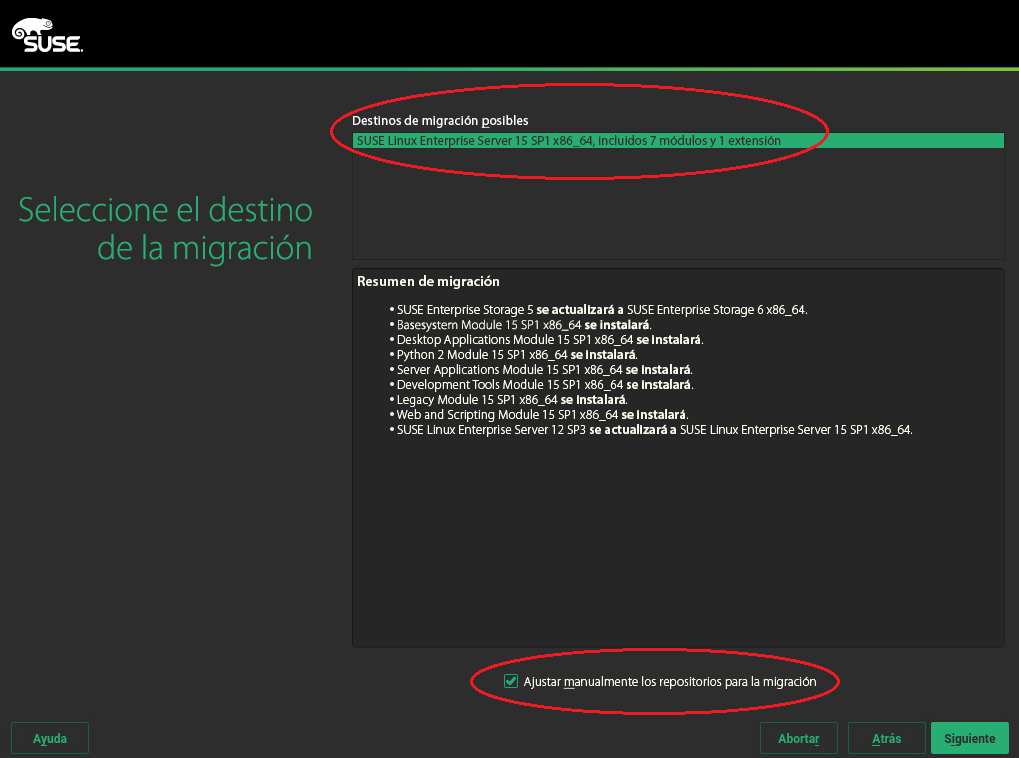 SUSE
Destinos de migración posibles
SUSE Linux Enterprise Server 15 SP1 x86_64, incluidos 7 módulos y 1 extensión
Seleccione el destino
de la migración
Resumen de migración
• SUSE Enterprise Storage 5 se actualizará a SUSE Enterprise Storage 6 x86_64.
• Basesystem Module 15 SP1 x86_64 se instalará.
• Desktop Applications Module 15 SP1 x86_64 se instalará.
• Python 2 Module 15 SP1 x86_64 se instalará.
• Server Applications Module 15 SP1 x86_64 se instalará.
• Development Tools Module 15 SP1 x86_64 se instalará.
• Legacy Module 15 SP1 x86_64 se instalará.
• Web and Scripting Module 15 SP1 x86_64 se instalará.
• SUSE Linux Enterprise Server 12 SP3 se actualizará a SUSE Linux Enterprise Server 15 SP1 x86_64.
Ajustar manualmente los repositorios para la migración
Ayuda
Abortar
Atrás
Siguiente